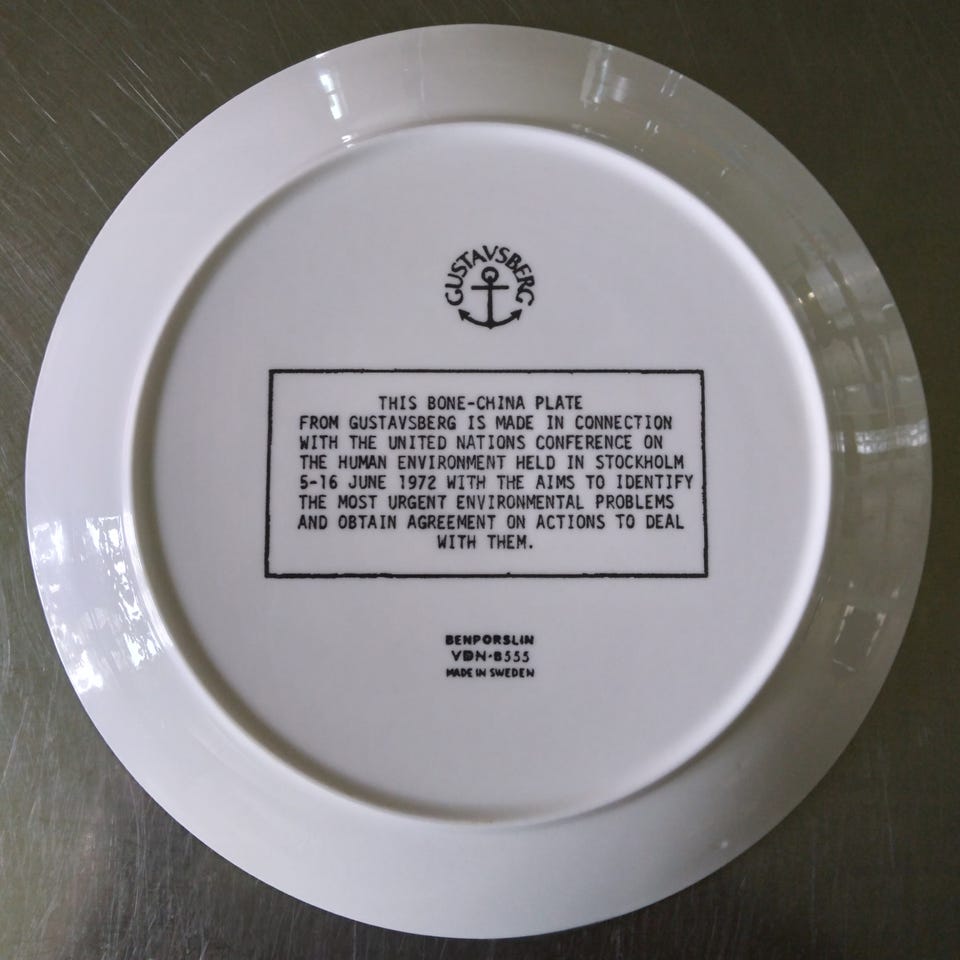 GUSTAVSBERG
THIS BONE-CHINA PLATE
FROM GUSTAVSBERG IS MADE IN CONNECTION
WITH THE UNITED NATIONS CONFERENCE ON
THE HUMAN ENVIRONMENT HELD IN STOCKHOLM
5-16 JUNE 1972 WITH THE AIMS TO IDENTIFY
THE MOST URGENT ENVIRONMENTAL PROBLEMS
AND OBTAIN AGREEMENT ON ACTIONS TO DEAL
WITH THEM.
BENPORSLIN
VDN-B555
MADE IN SWEDEN